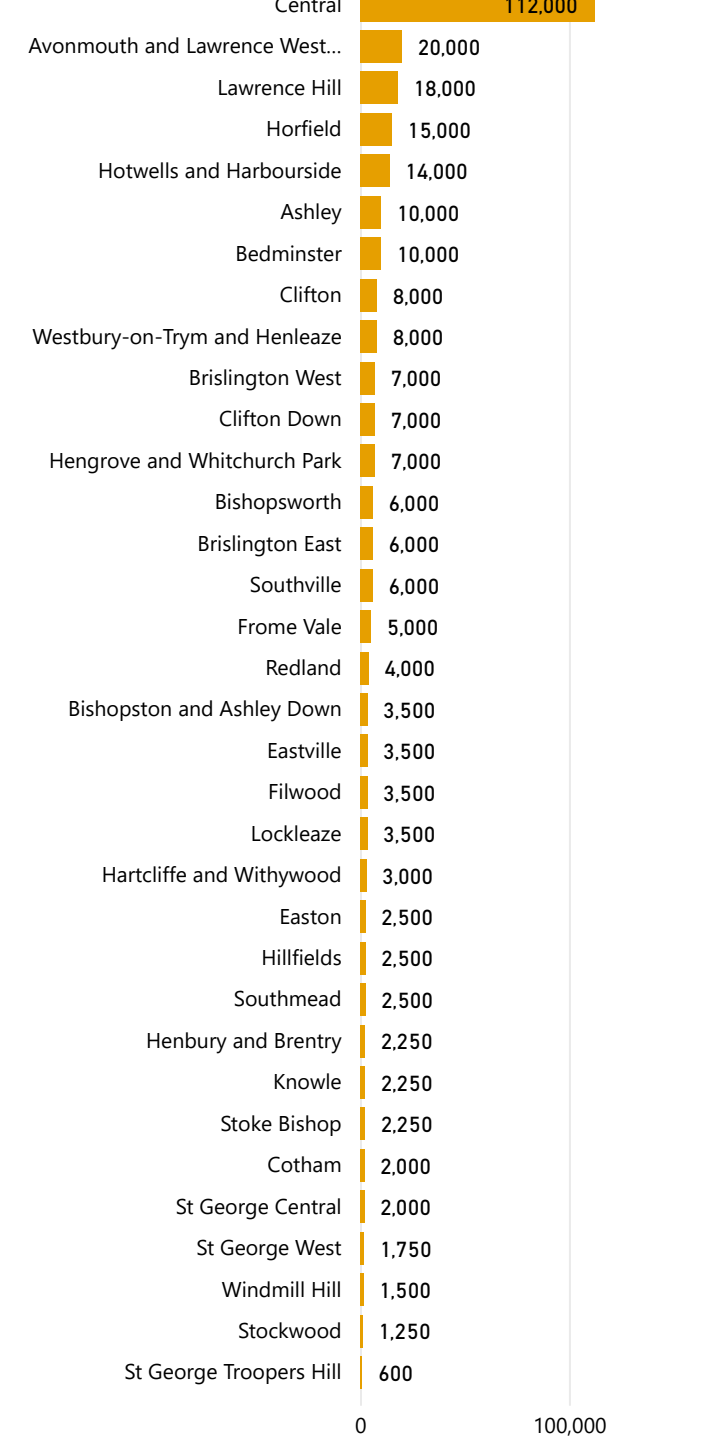 Central 112,000
Avonmouth and Lawrence West... 20,000
Lawrence Hill 18,000
Horfield 15,000
Hotwells and Harbourside 14,000
Ashley 10,000
Bedminster 10,000
Clifton 8,000
Westbury-on-Trym and Henleaze 8,000
Brislington West 7,000
Clifton Down 7,000
Hengrove and Whitchurch Park 7,000
Bishopsworth 6,000
Brislington East 6,000
Southville 6,000
Frome Vale 5,000
Redland 4,000
Bishopston and Ashley Down 3,500
Eastville 3,500
Filwood 3,500
Lockleaze 3,500
Hartcliffe and Withywood 3,000
Easton 2,500
Hillfields 2,500
Southmead 2,500
Henbury and Brentry 2,250
Knowle 2,250
Stoke Bishop 2,250
Cotham 2,000
St George Central 2,000
St George West 1,750
Windmill Hill 1,500
Stockwood 1,250
St George Troopers Hill 600
0 100,000